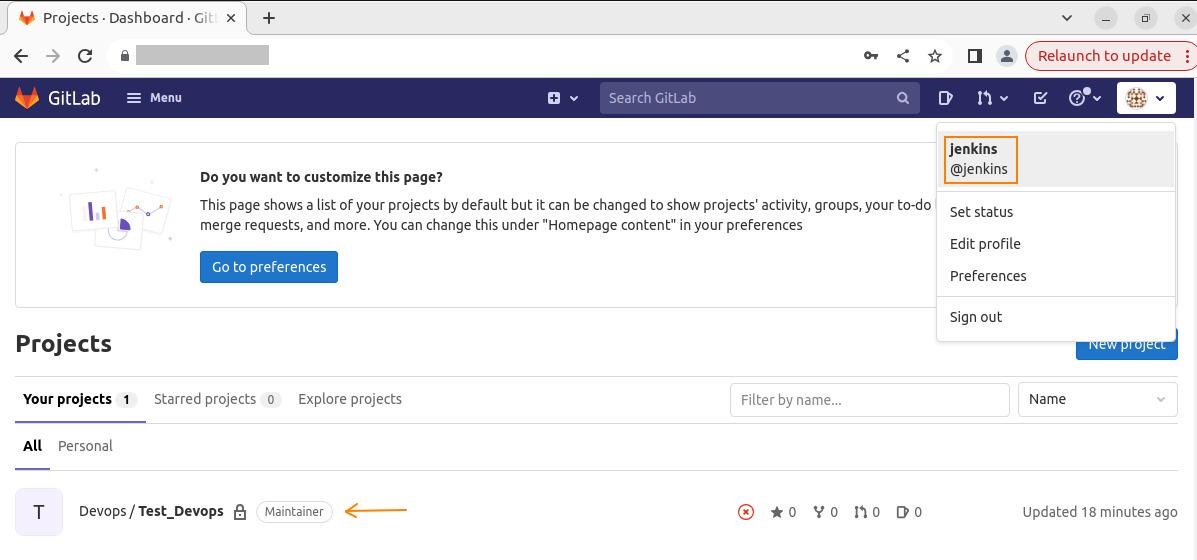 Projects · Dashboard · Git
Relaunch to update
GitLab
Menu
Search GitLab
jenkins
@jenkins
Set status
Edit profile
Preferences
Sign out
Do you want to customize this page?
This page shows a list of your projects by default but it can be changed to show projects' activity, groups, your to-do
merge requests, and more. You can change this under "Homepage content" in your preferences
Go to preferences
Projects
New project
Your projects 1 Starred projects 0 Explore projects
Filter by name...
Name
All Personal
T
Devops / Test_Devops
Maintainer
0 0 0 0
Updated 18 minutes ago